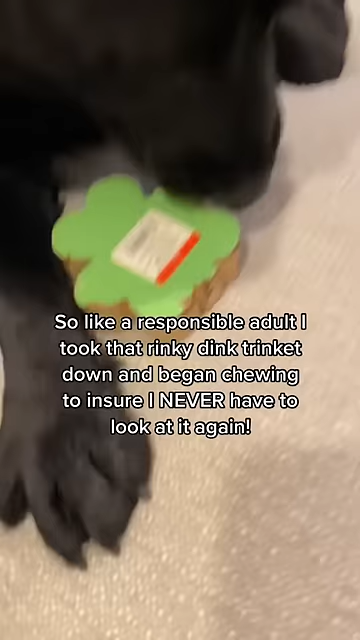 So like a responsible adult I
took that rinky dink trinket
down and began chewing
to insure I NEVER have to
look at it again!